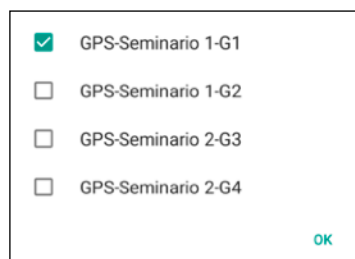 GPS-Seminario 1-G1
GPS-Seminario 1-G2
GPS-Seminario 2-G3
GPS-Seminario 2-G4
OK